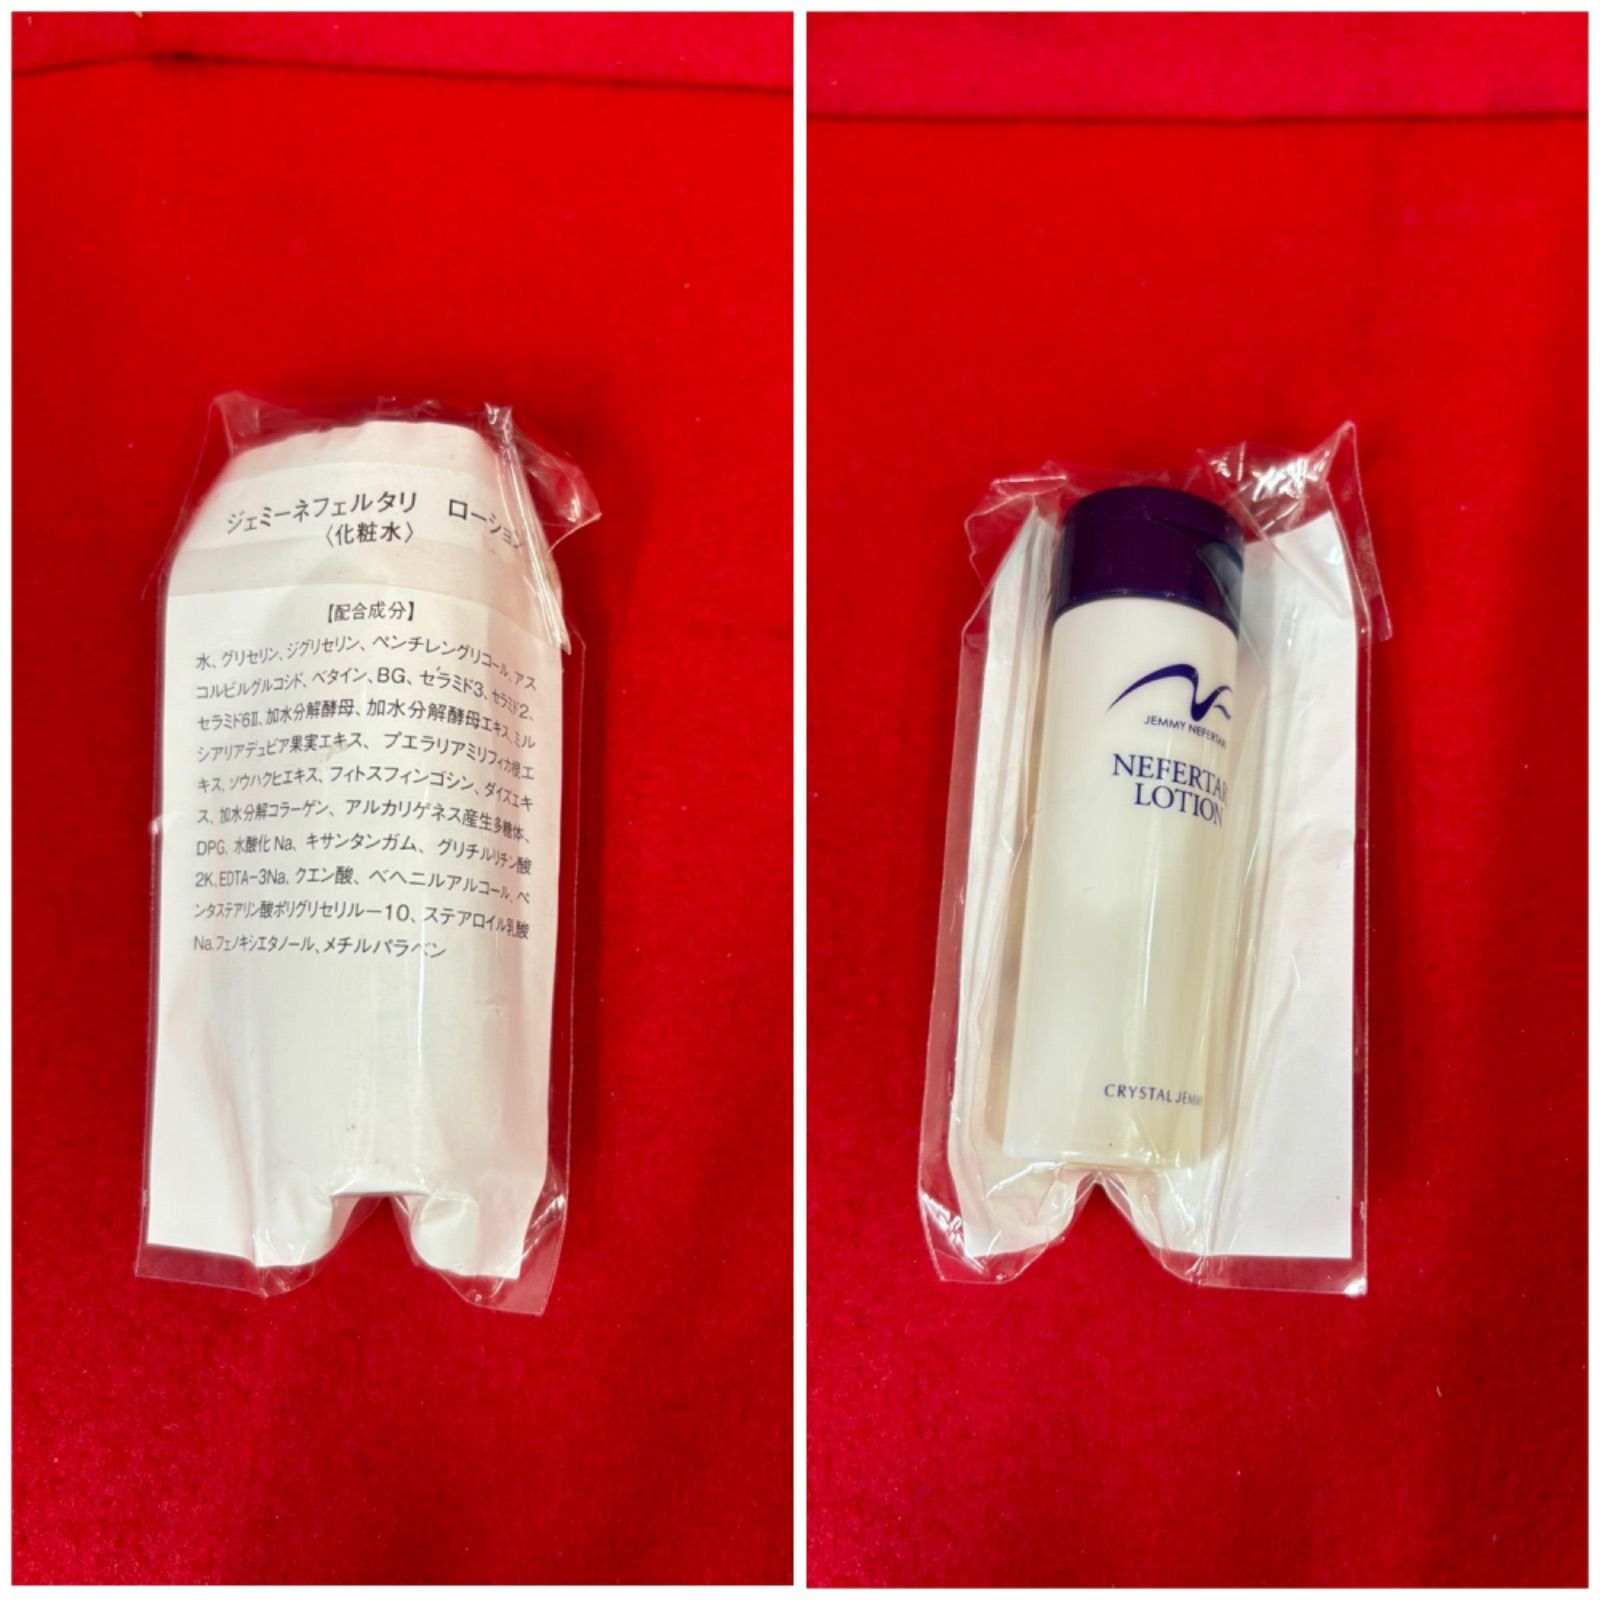 ジェミーネフェルタリ　ローション
〈化粧水〉
【配合成分】
水、グリセリン、ジグリセリン、ペンチレングリコール、アス
コルビルグルコシド、ベタイン、BG、セラミド3、セラミド2、
セラミド6Ⅱ、加水分解酵母、加水分解酵母エキス、ミル
シアリアデュビア果実エキス、プエラリアミリフィカ根エ
キス、ソウハクヒエキス、フィトスフィンゴシン、ダイズエキ
ス、加水分解コラーゲン、アルカリゲネス産生多糖体、
DPG、水酸化Na、キサンタンガム、グリチルリチン酸
2K、EDTA-3Na、クエン酸、ベヘニルアルコール、ペ
ンタステアリン酸ポリグリセリル-10、ステアロイル乳酸
Na、フェノキシエタノール、メチルパラベン
JEMMY NEFERTARI
NEFERTARI
LOTION
CRYSTAL JEMMY